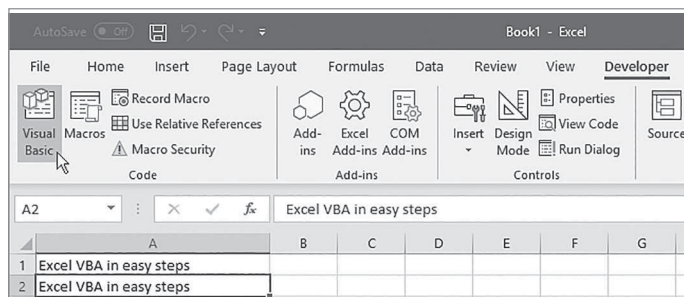 AutoSave Off Book1 - Excel
File Home Insert Page Layout Formulas Data Review View Developer
Visual Basic
Macros
Record Macro
Use Relative References
Macro Security
Code
Add-ins
Excel Add-ins
COM Add-ins
Add-ins
Insert
Design Mode
Properties
View Code
Run Dialog
Controls
Source
A2 fx Excel VBA in easy steps
A B C D E F G
1 Excel VBA in easy steps
2 Excel VBA in easy steps